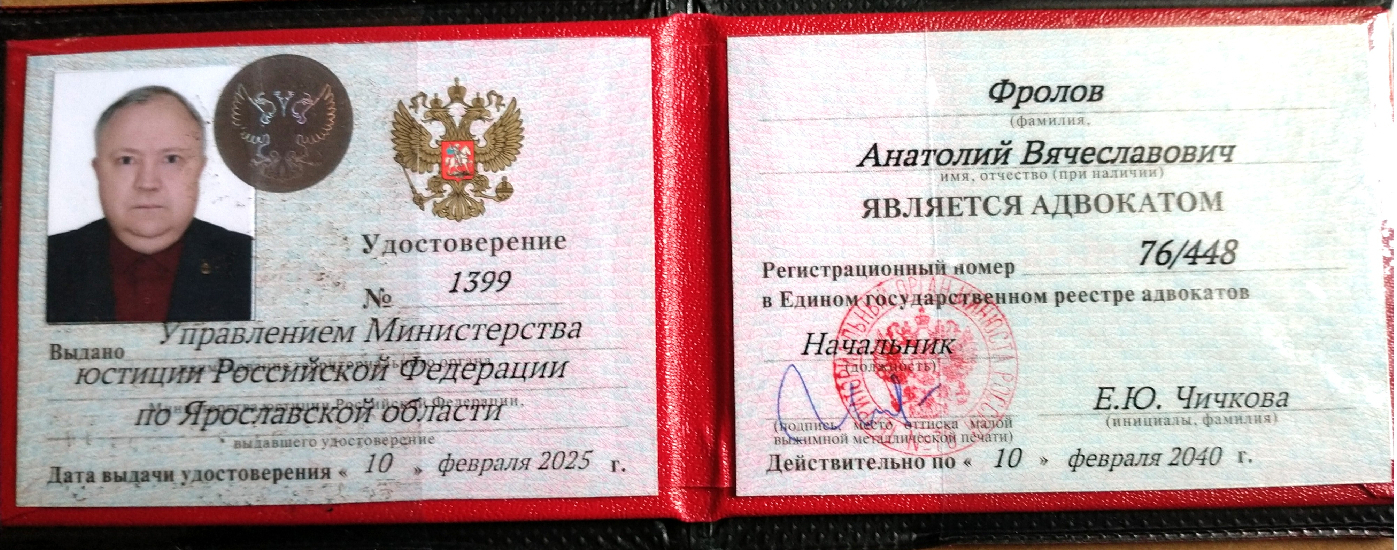 Удостоверение
№ 1399
Выдано Управлением Министерства
юстиции Российской Федерации
по Ярославской области
выдавшего удостоверение
Дата выдачи удостоверения « 10 » февраля 2025 г.
Фролов
(фамилия,
Анатолий Вячеславович
имя, отчество (при наличии)
ЯВЛЯЕТСЯ АДВОКАТОМ
Регистрационный номер 76/448
в Едином государственном реестре адвокатов
Начальник
(должность)
Е.Ю. Чичкова
(подпись, место оттиска малой
выжимной металлической печати)
(инициалы, фамилия)
Действительно по « 10 » февраля 2040 г.